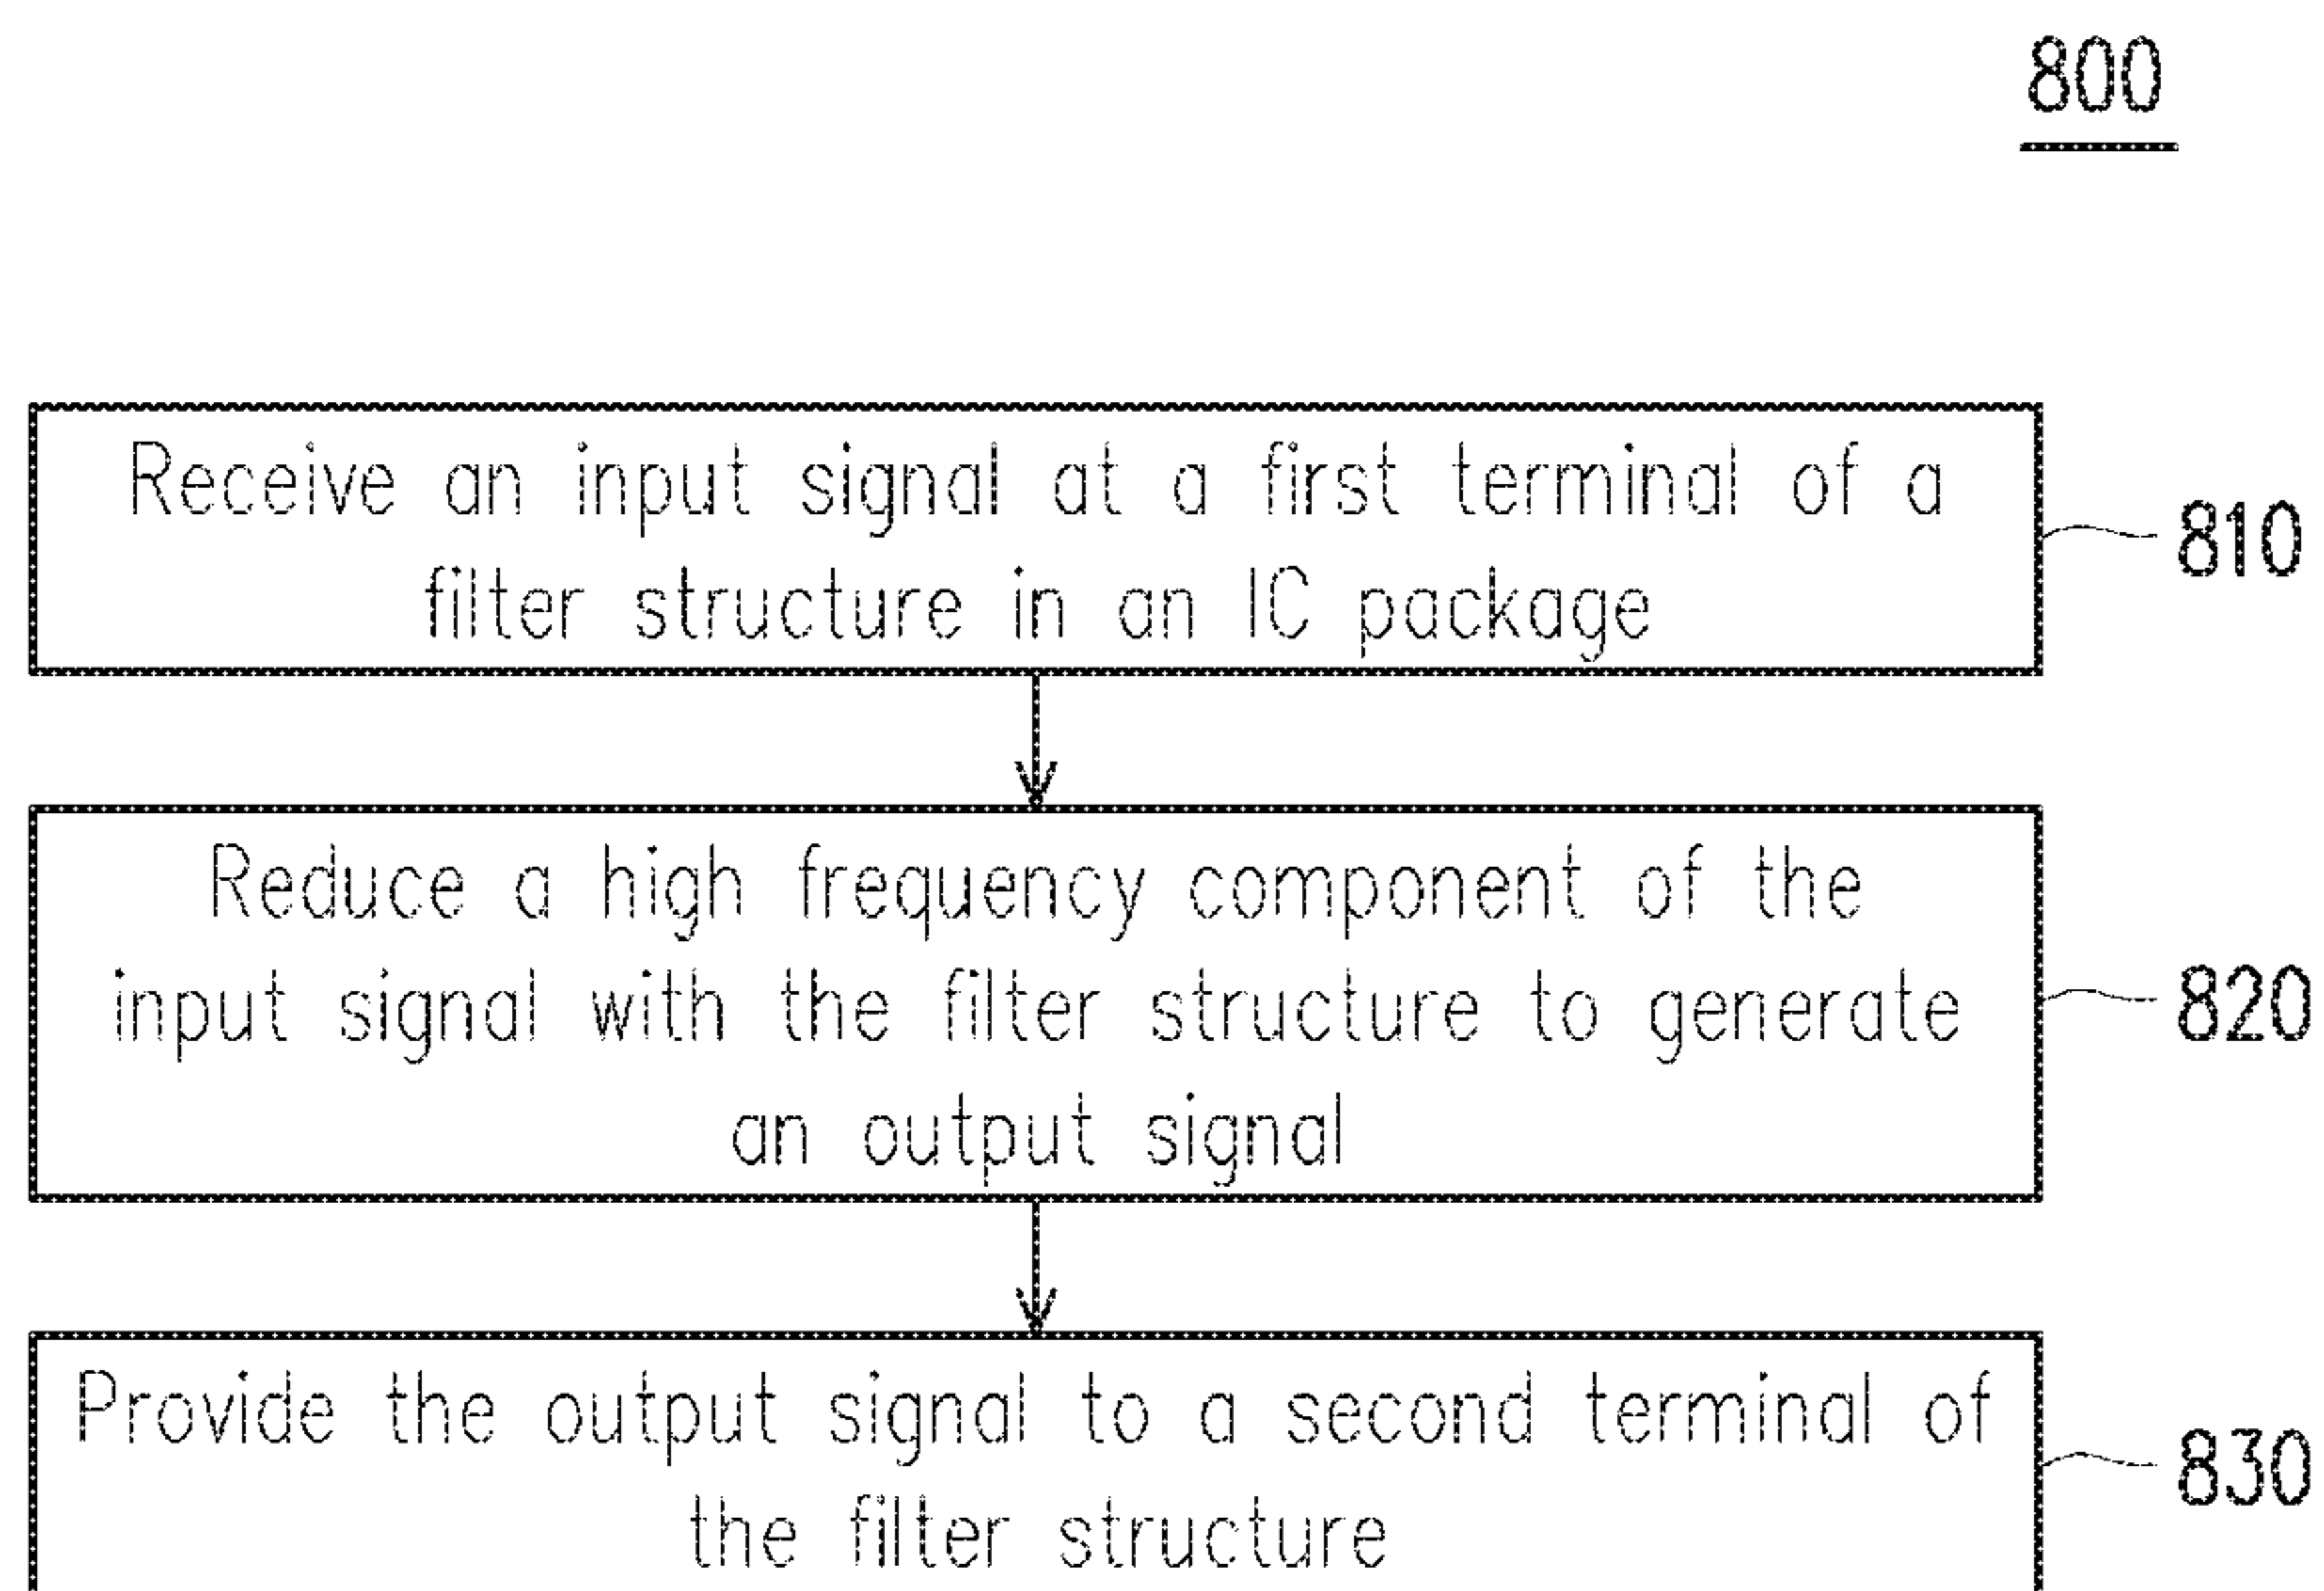 800
Receive an input signal at a first terminal of a
filter structure in an IC package
810
Reduce a high frequency component of the
input signal with the filter structure to generate
an output signal
820
Provide the output signal to a second terminal of
the filter structure
830